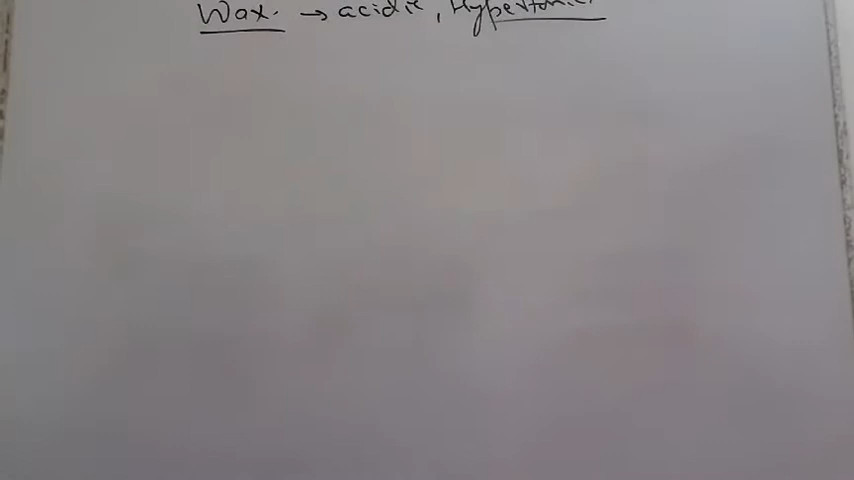 Wax. → acidic, Hypertonic.